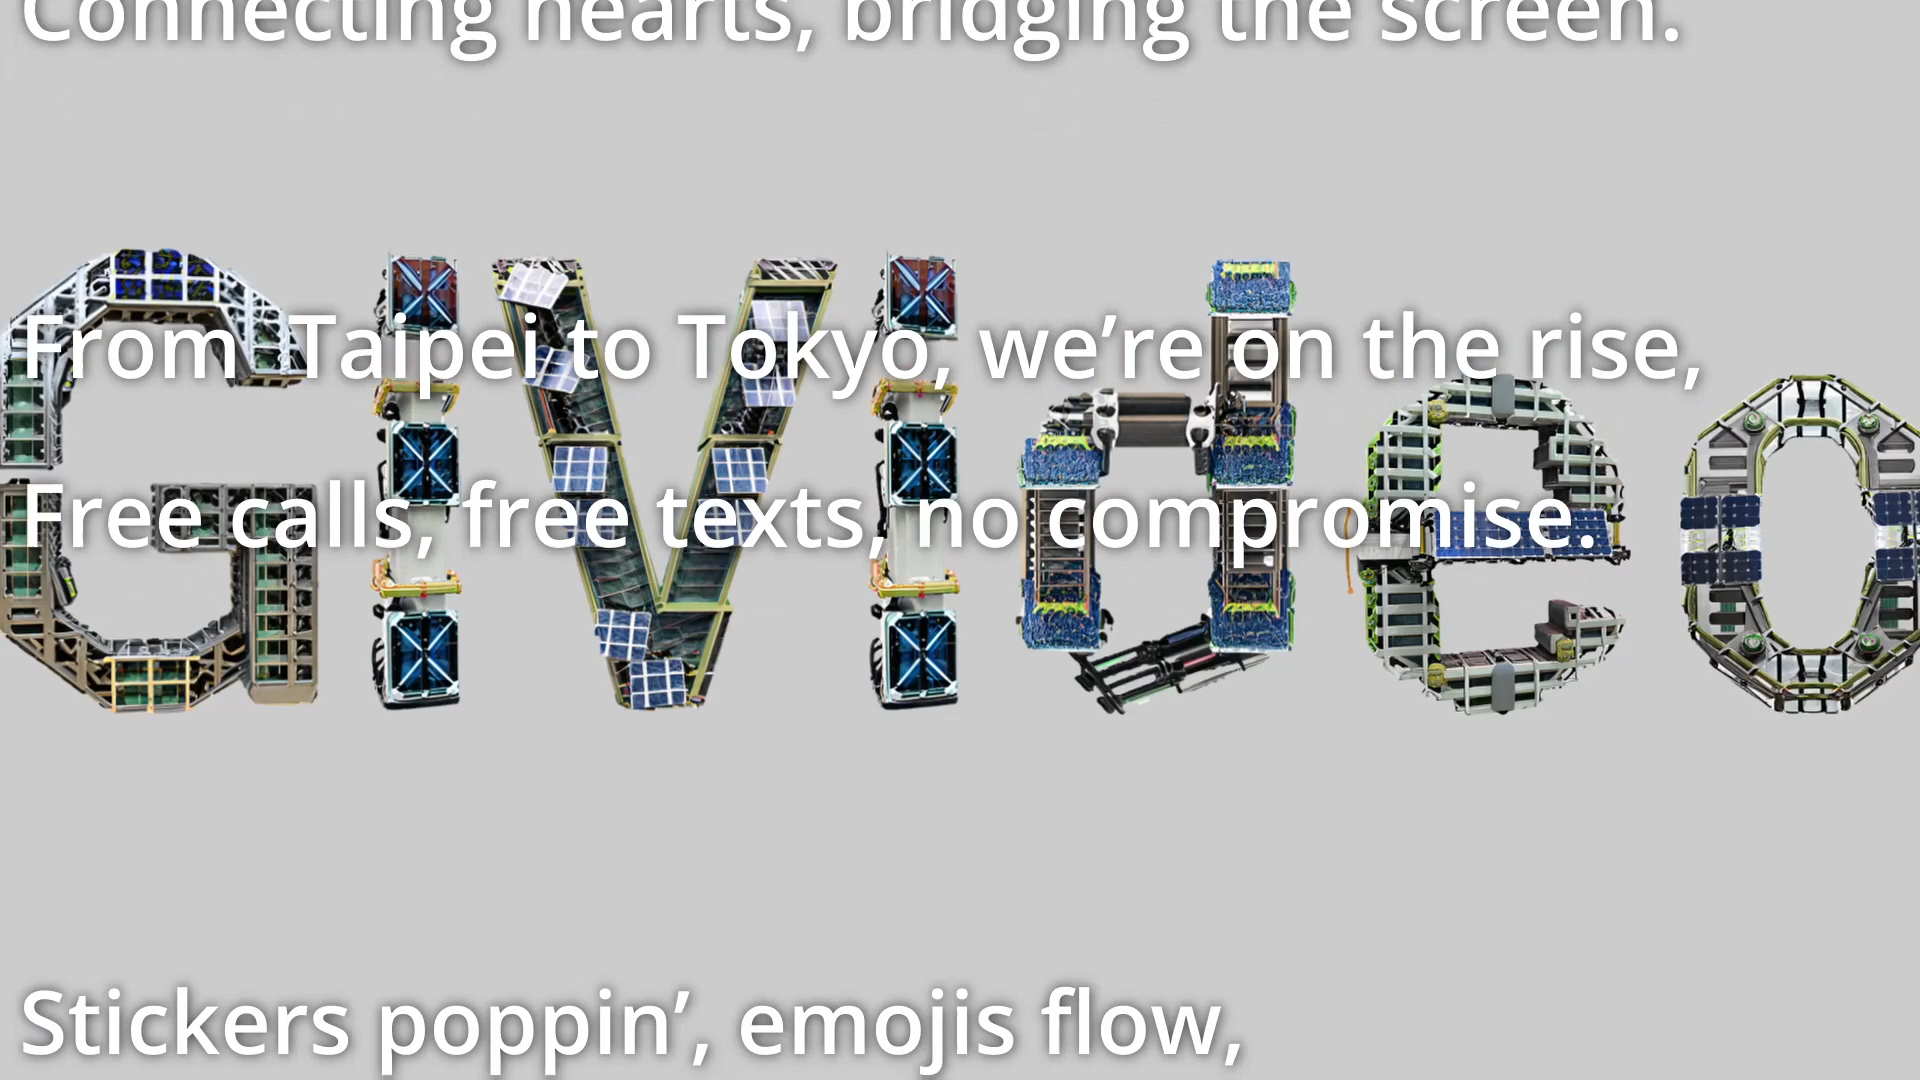 Connecting hearts, bridging the screen.
GiVideo
From Taipei to Tokyo, we’re on the rise,
Free calls, free texts, no compromise.
Stickers poppin’, emojis flow,